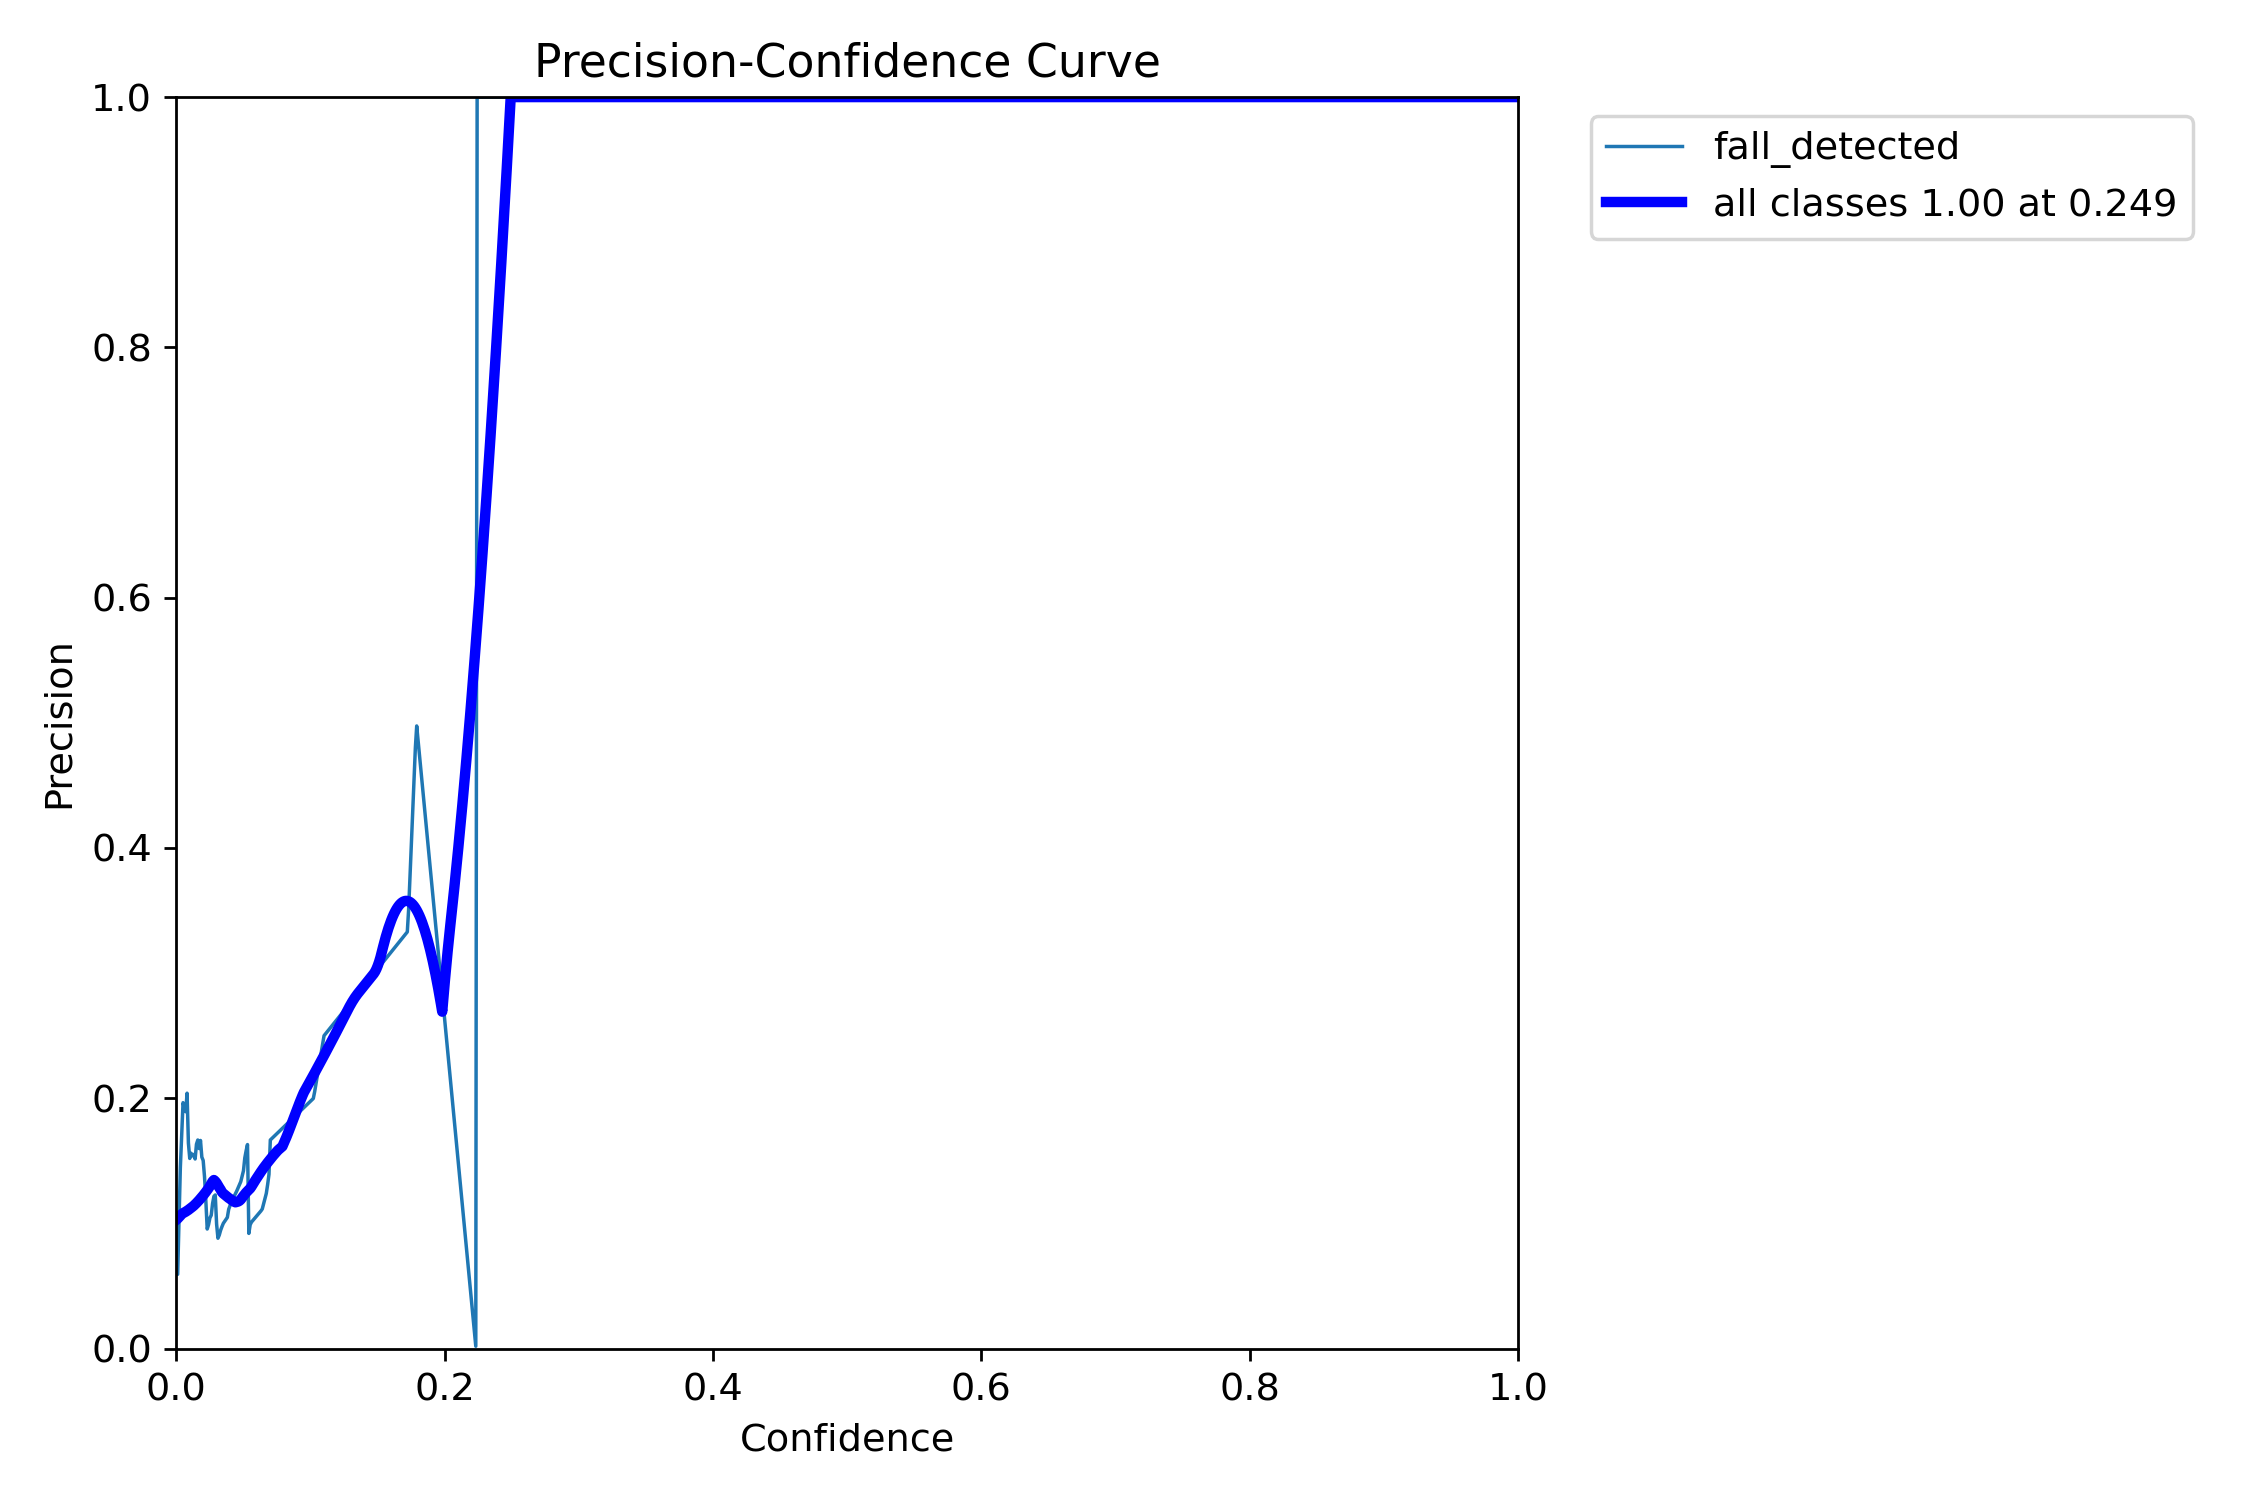 Precision-Confidence Curve
1.0
0.8
0.6
0.4
0.2
0.0
Precision
0.0 0.2 0.4 0.6 0.8 1.0
Confidence
fall_detected
all classes 1.00 at 0.249